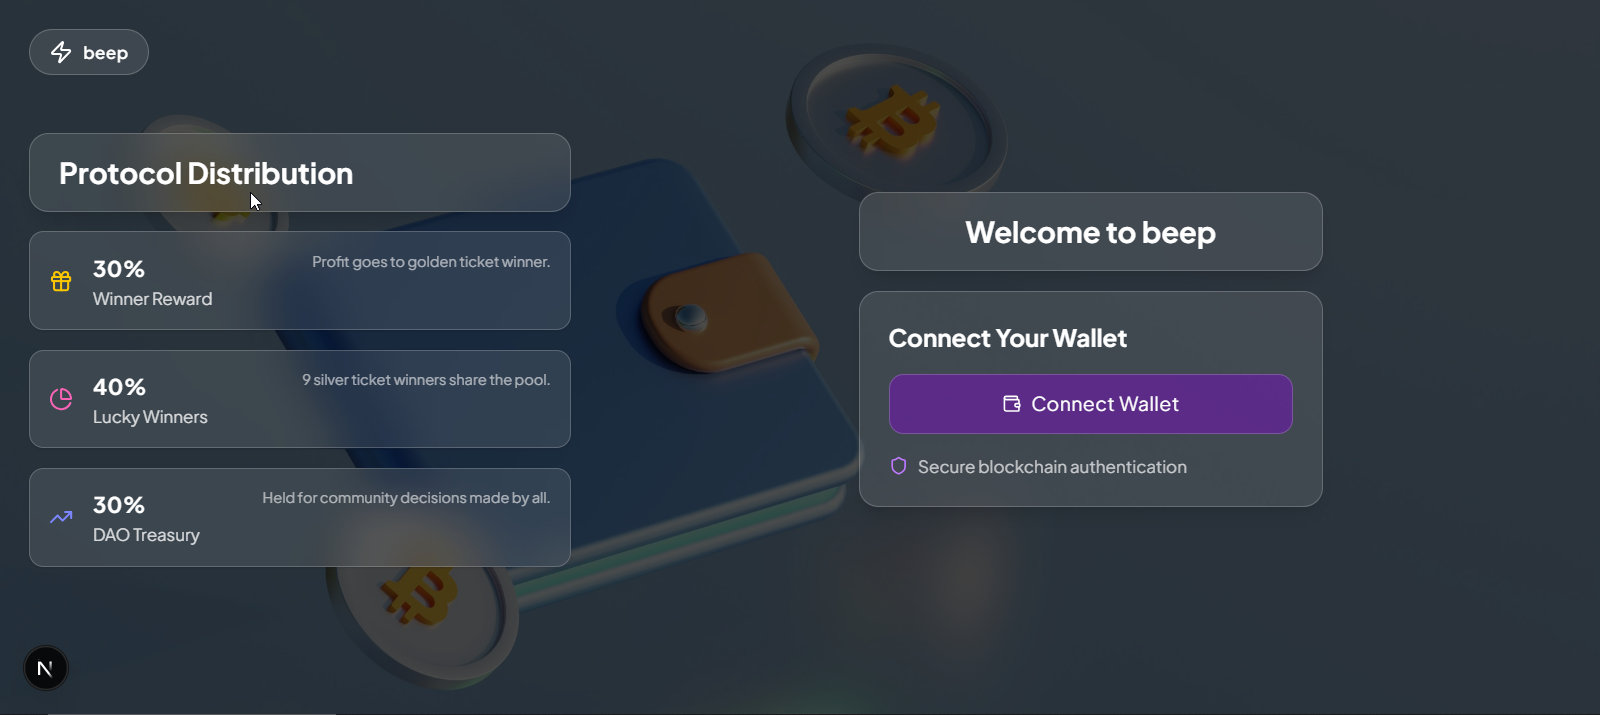 beep
Protocol Distribution
30%
Winner Reward
Profit goes to golden ticket winner.
40%
Lucky Winners
9 silver ticket winners share the pool.
30%
DAO Treasury
Held for community decisions made by all.
Welcome to beep
Connect Your Wallet
Connect Wallet
Secure blockchain authentication
N